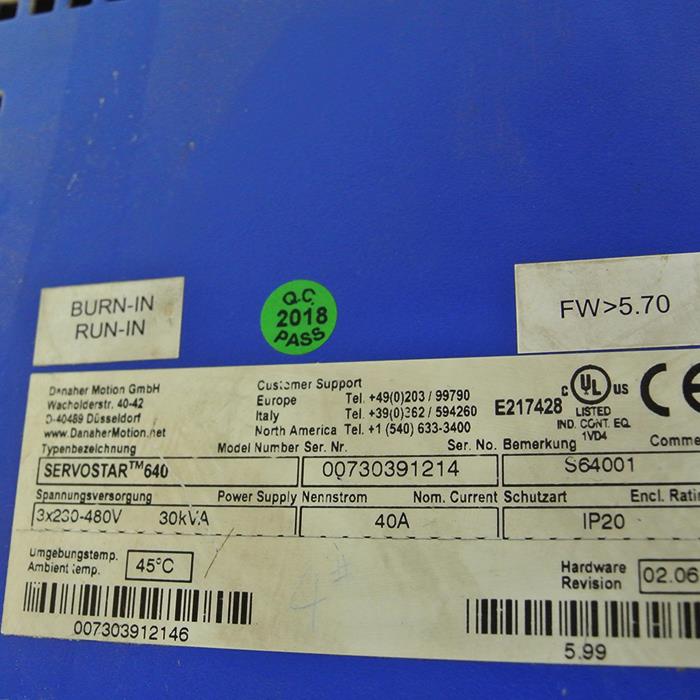 BURN-IN
RUN-IN
Q.C.
2018
PASS
FW>5.70
Danaher Motion GmbH
Wacholderstr. 40-42
D-40489 Düsseldorf
www.DanaherMotion.net
Customer Support
Europe Tel. +49(0)203 / 99790
Italy Tel. +39(0)362 / 594260
North America Tel. +1 (540) 633-3400
E217428
C UL US
LISTED
IND. CONT. EQ.
1VD4
CE
Typenbezeichnung Model Number Ser. Nr. Ser. No. Bemerkung Comme
SERVOSTAR™640 00730391214 S64001
Spannungsversorgung Power Supply Nennstrom Nom. Current Schutzart Encl. Ratin
3x230-480V 30kVA 40A IP20
Umgebungstemp.
Ambient temp. 45°C
Hardware
Revision 02.06
007303912146
5.99